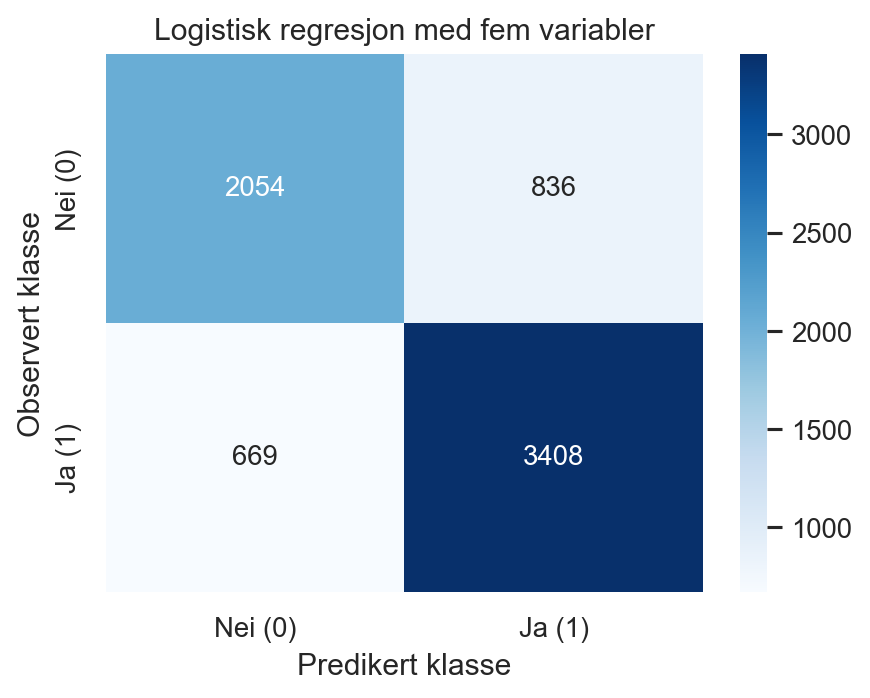 Logistisk regresjon med fem variabler
Observert klasse
Nei (0)
2054
836
Ja (1)
669
3408
Nei (0)
Ja (1)
Predikert klasse
3000
2500
2000
1500
1000